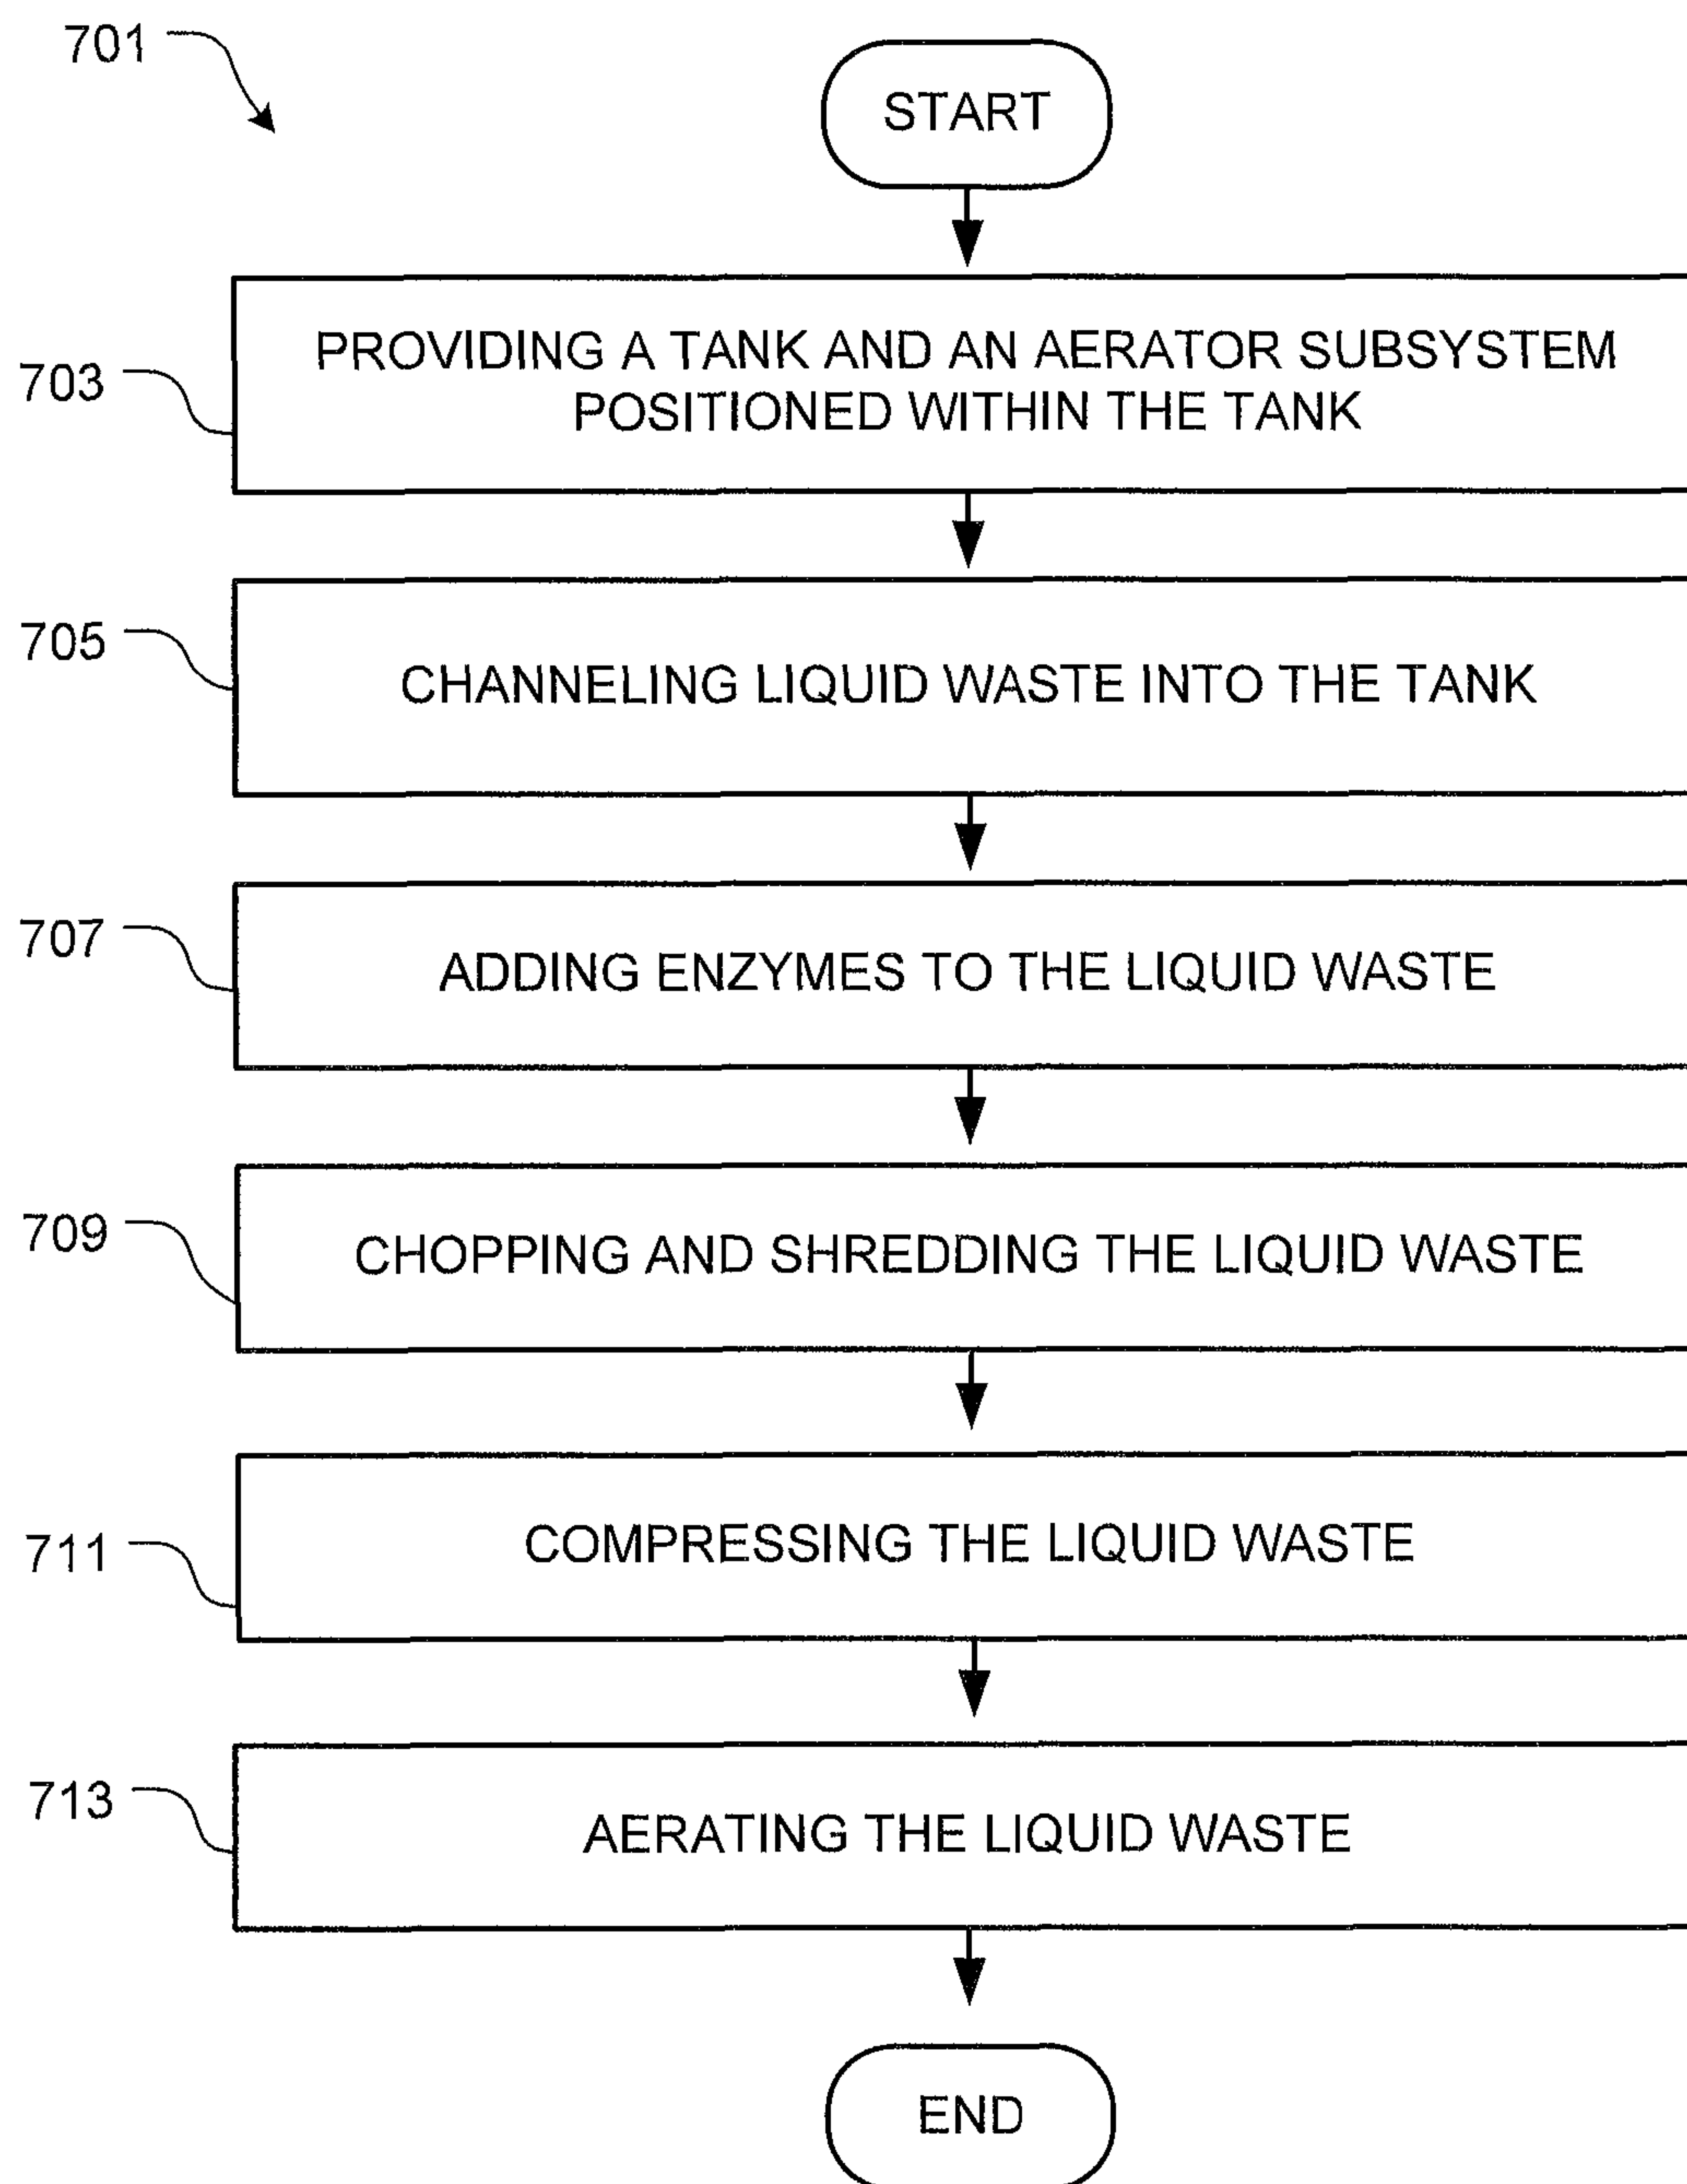 701
START
703
PROVIDING A TANK AND AN AERATOR SUBSYSTEM
POSITIONED WITHIN THE TANK
705
CHANNELING LIQUID WASTE INTO THE TANK
707
ADDING ENZYMES TO THE LIQUID WASTE
709
CHOPPING AND SHREDDING THE LIQUID WASTE
711
COMPRESSING THE LIQUID WASTE
713
AERATING THE LIQUID WASTE
END